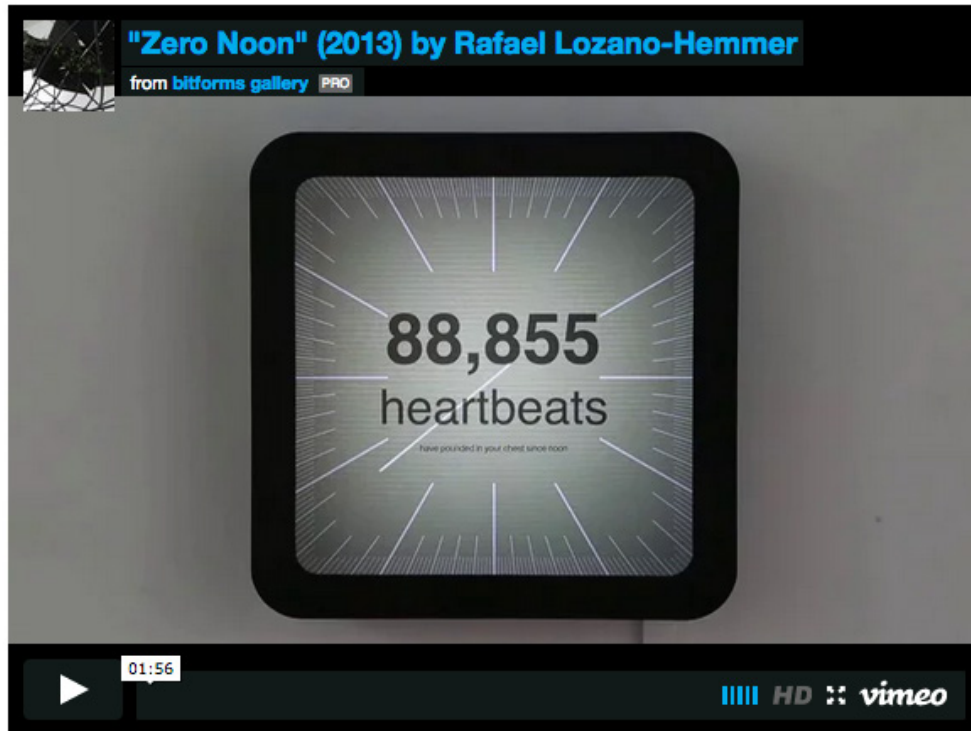 "Zero Noon" (2013) by Rafael Lozano-Hemmer
from bitforms gallery PRO
88,855
heartbeats
have pounded in your chest since noon
01:56
HD vimeo